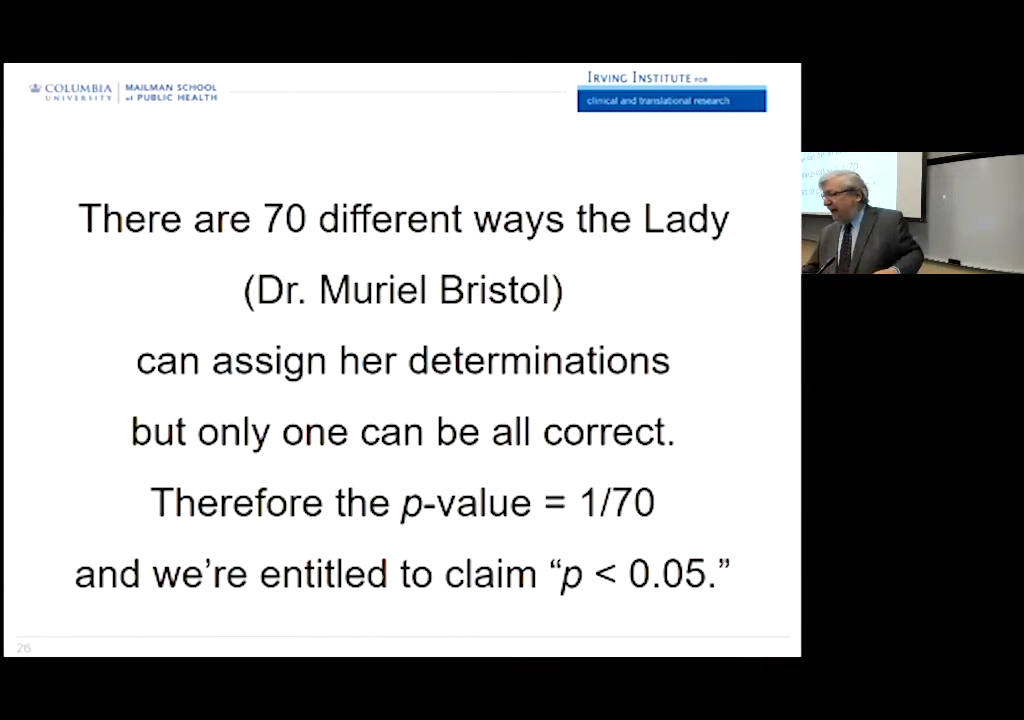 COLUMBIA
UNIVERSITY
MAILMAN SCHOOL
of PUBLIC HEALTH
IRVING INSTITUTE FOR
clinical and translational research
There are 70 different ways the Lady
(Dr. Muriel Bristol)
can assign her determinations
but only one can be all correct.
Therefore the p-value = 1/70
and we’re entitled to claim “p < 0.05.”
26